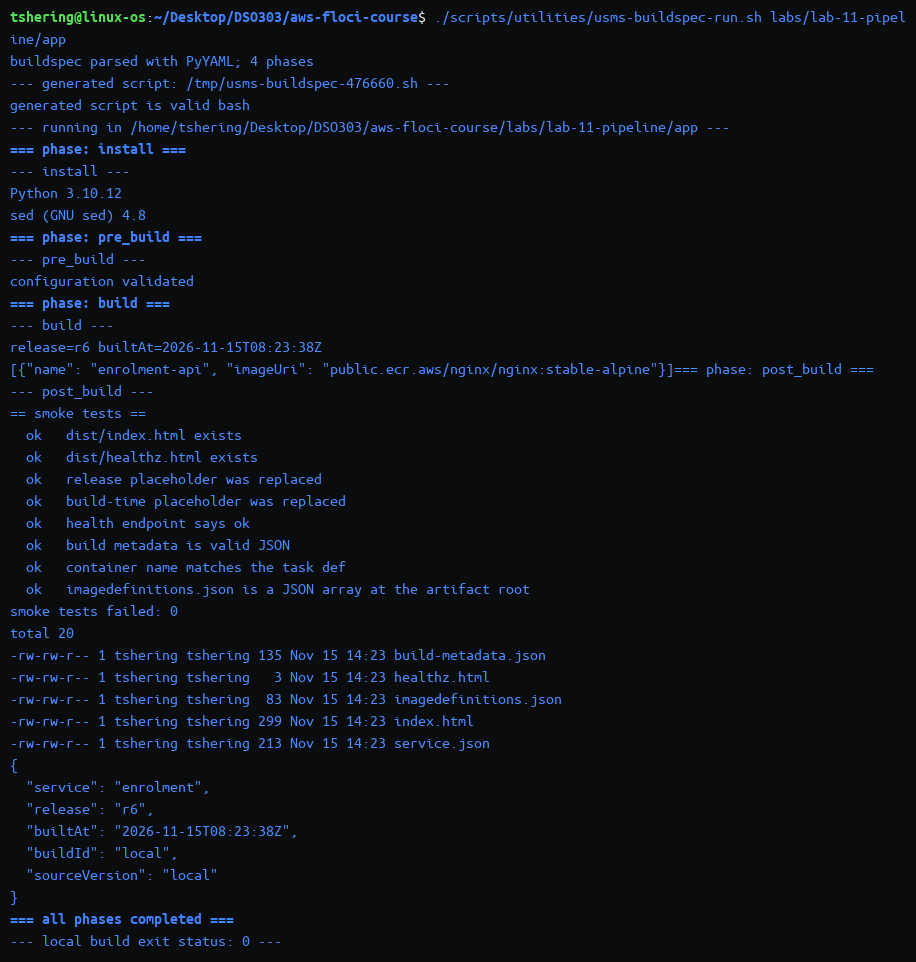 tshering@linux-os:~/Desktop/DSO303/aws-floci-course$ ./scripts/utilities/usms-buildspec-run.sh labs/lab-11-pipel
ine/app
buildspec parsed with PyYAML; 4 phases
--- generated script: /tmp/usms-buildspec-476660.sh ---
generated script is valid bash
--- running in /home/tshering/Desktop/DSO303/aws-floci-course/labs/lab-11-pipeline/app ---
=== phase: install ===
--- install ---
Python 3.10.12
sed (GNU sed) 4.8
=== phase: pre_build ===
--- pre_build ---
configuration validated
=== phase: build ===
--- build ---
release=r6 builtAt=2026-11-15T08:23:38Z
[{"name": "enrolment-api", "imageUri": "public.ecr.aws/nginx/nginx:stable-alpine"}]=== phase: post_build ===
--- post_build ---
== smoke tests ==
  ok   dist/index.html exists
  ok   dist/healthz.html exists
  ok   release placeholder was replaced
  ok   build-time placeholder was replaced
  ok   health endpoint says ok
  ok   build metadata is valid JSON
  ok   container name matches the task def
  ok   imagedefinitions.json is a JSON array at the artifact root
smoke tests failed: 0
total 20
-rw-rw-r-- 1 tshering tshering 135 Nov 15 14:23 build-metadata.json
-rw-rw-r-- 1 tshering tshering   3 Nov 15 14:23 healthz.html
-rw-rw-r-- 1 tshering tshering  83 Nov 15 14:23 imagedefinitions.json
-rw-rw-r-- 1 tshering tshering 299 Nov 15 14:23 index.html
-rw-rw-r-- 1 tshering tshering 213 Nov 15 14:23 service.json
{
  "service": "enrolment",
  "release": "r6",
  "builtAt": "2026-11-15T08:23:38Z",
  "buildId": "local",
  "sourceVersion": "local"
}
=== all phases completed ===
--- local build exit status: 0 ---